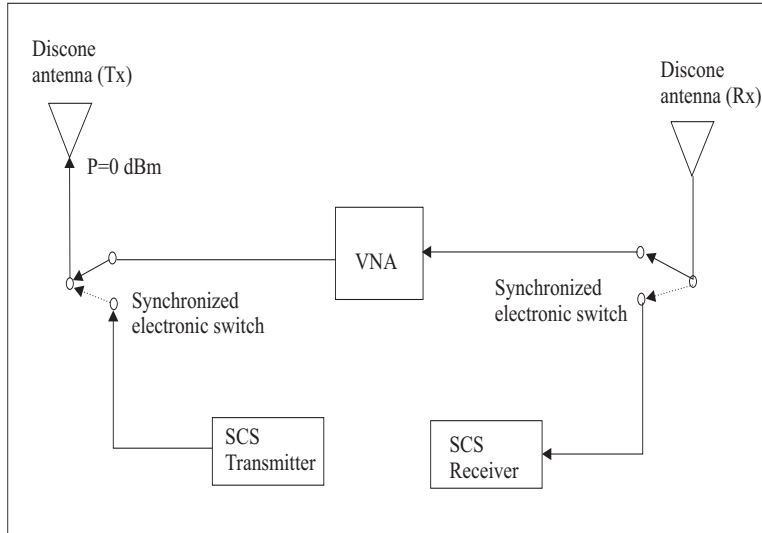 Discone
antenna (Tx)
Discone
antenna (Rx)
P=0 dBm
VNA
Synchronized
electronic switch
Synchronized
electronic switch
SCS
Transmitter
SCS
Receiver